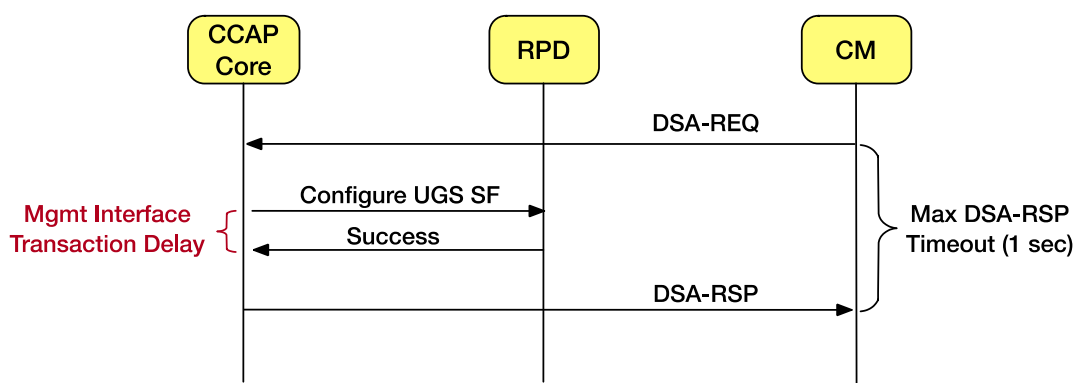 CCAP
Core
RPD
CM
DSA-REQ
Configure UGS SF
Mgmt Interface
Transaction Delay
Success
Max DSA-RSP
Timeout (1 sec)
DSA-RSP